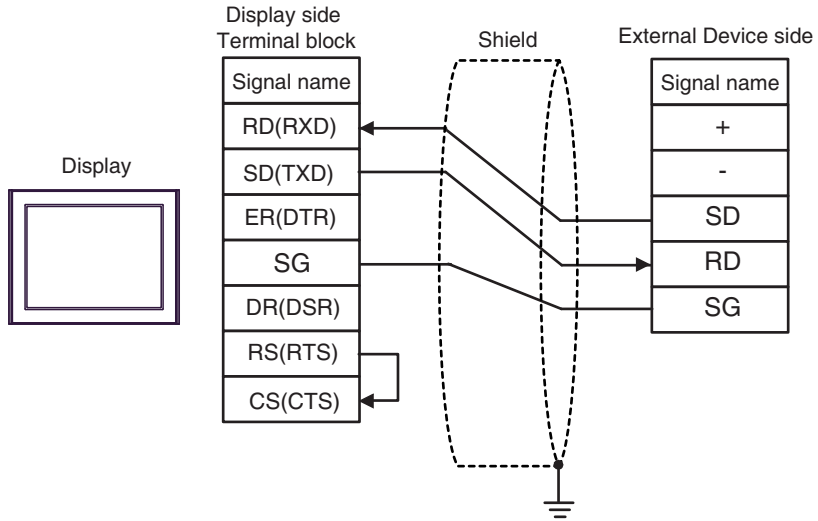 Display side
Terminal block
Shield
External Device side
Display
Signal name
RD(RXD)
SD(TXD)
ER(DTR)
SG
DR(DSR)
RS(RTS)
CS(CTS)
Signal name
+
-
SD
RD
SG